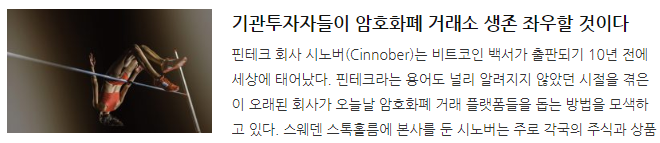 기관투자자들이 암호화폐 거래소 생존 좌우할 것이다
핀테크 회사 시노버(Cinnober)는 비트코인 백서가 출판되기 10년 전에
세상에 태어났다. 핀테크라는 용어도 널리 알려지지 않았던 시절을 겪은
이 오래된 회사가 오늘날 암호화폐 거래 플랫폼들을 돕는 방법을 모색하
고 있다. 스웨덴 스톡홀름에 본사를 둔 시노버는 주로 각국의 주식과 상품